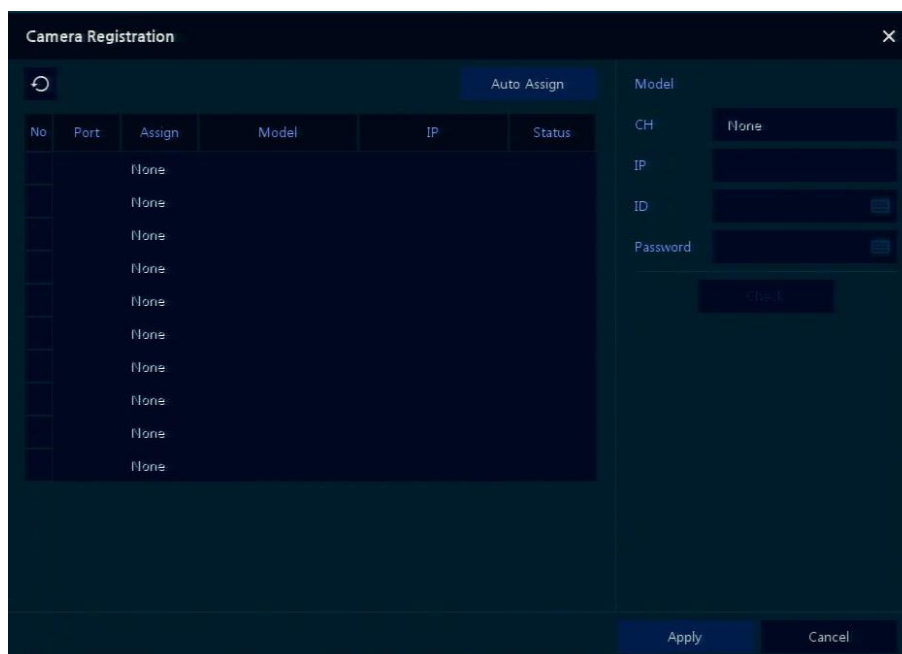 Camera Registration
Auto Assign
No Port Assign Model IP Status
None
None
None
None
None
None
None
None
None
None
Model
CH None
IP
ID
Password
Check
Apply Cancel